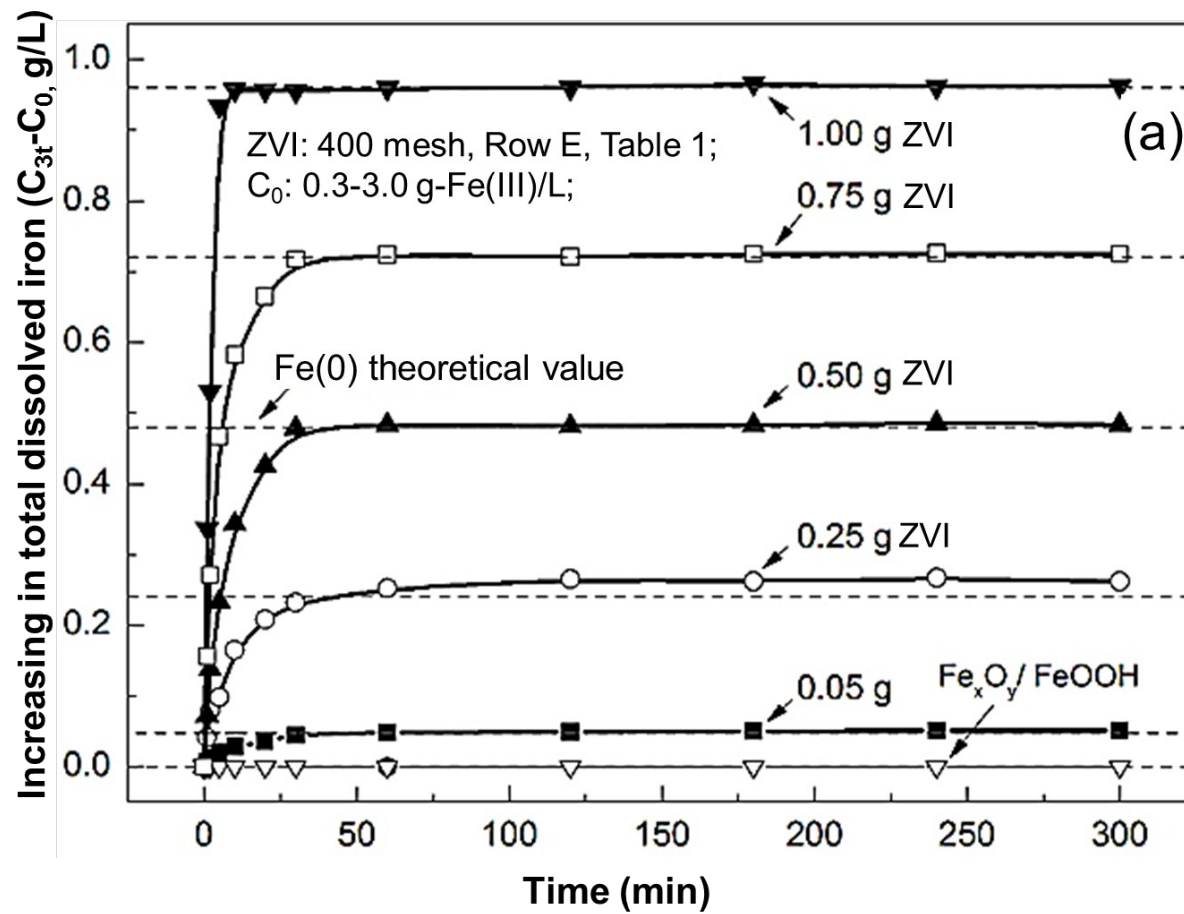 Increasing in total dissolved iron (C3t-C0, g/L)
1.0
0.8
0.6
0.4
0.2
0.0
ZVI: 400 mesh, Row E, Table 1;
C0: 0.3-3.0 g-Fe(III)/L;
(a)
1.00 g ZVI
0.75 g ZVI
Fe(0) theoretical value
0.50 g ZVI
0.25 g ZVI
0.05 g
FexOy/ FeOOH
0 50 100 150 200 250 300
Time (min)